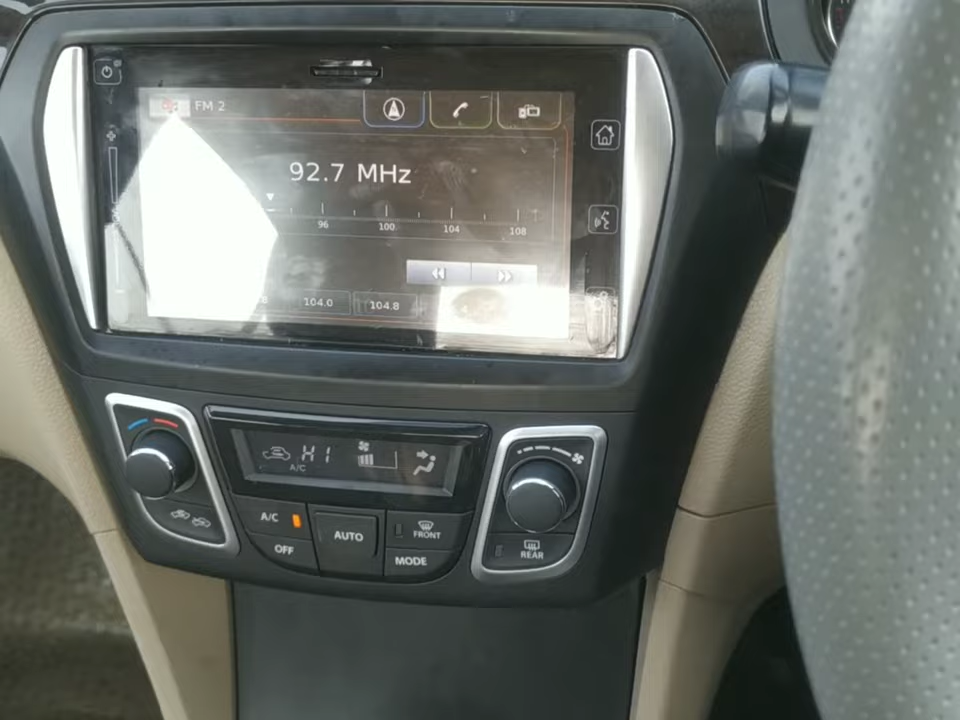 FM 2
92.7 MHz
96 100 104 108
104.0 104.8
HI
A/C
A/C
OFF
AUTO
FRONT
MODE
REAR